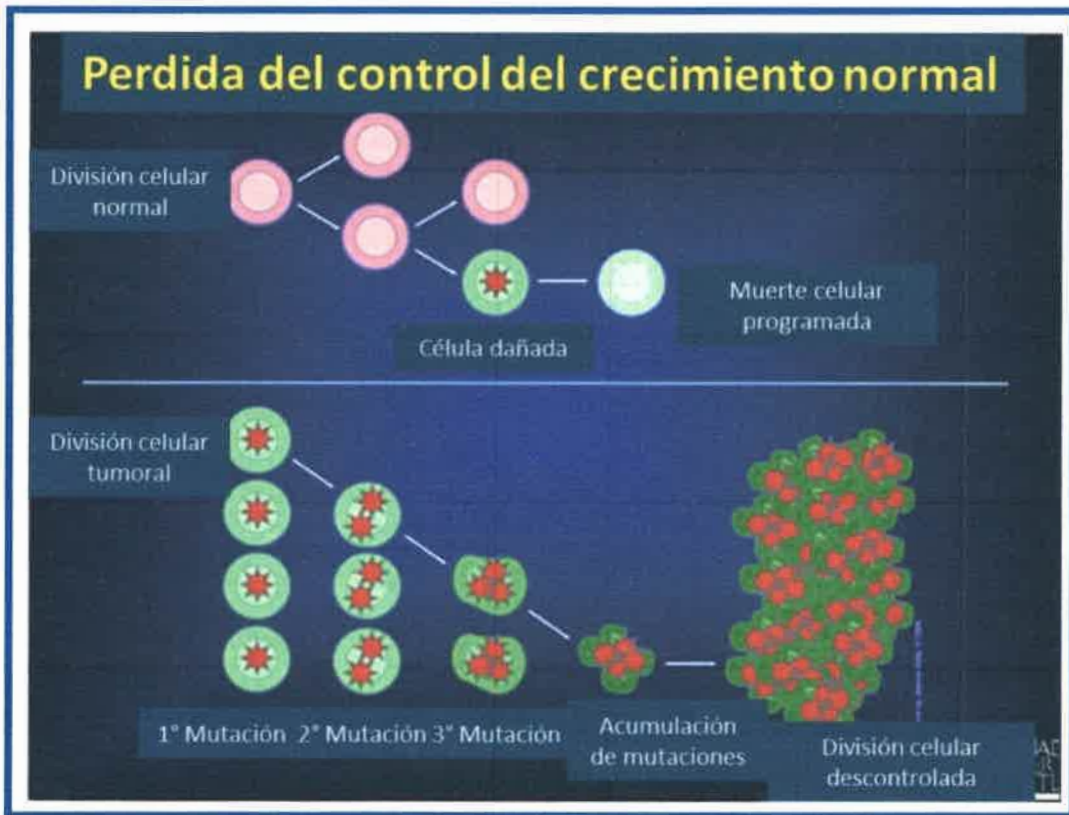 Perdida del control del crecimiento normal
División celular
normal
Muerte celular
programada
Célula dañada
División celular
tumoral
1° Mutación 2° Mutación 3° Mutación
Acumulación
de mutaciones
División celular
descontrolada